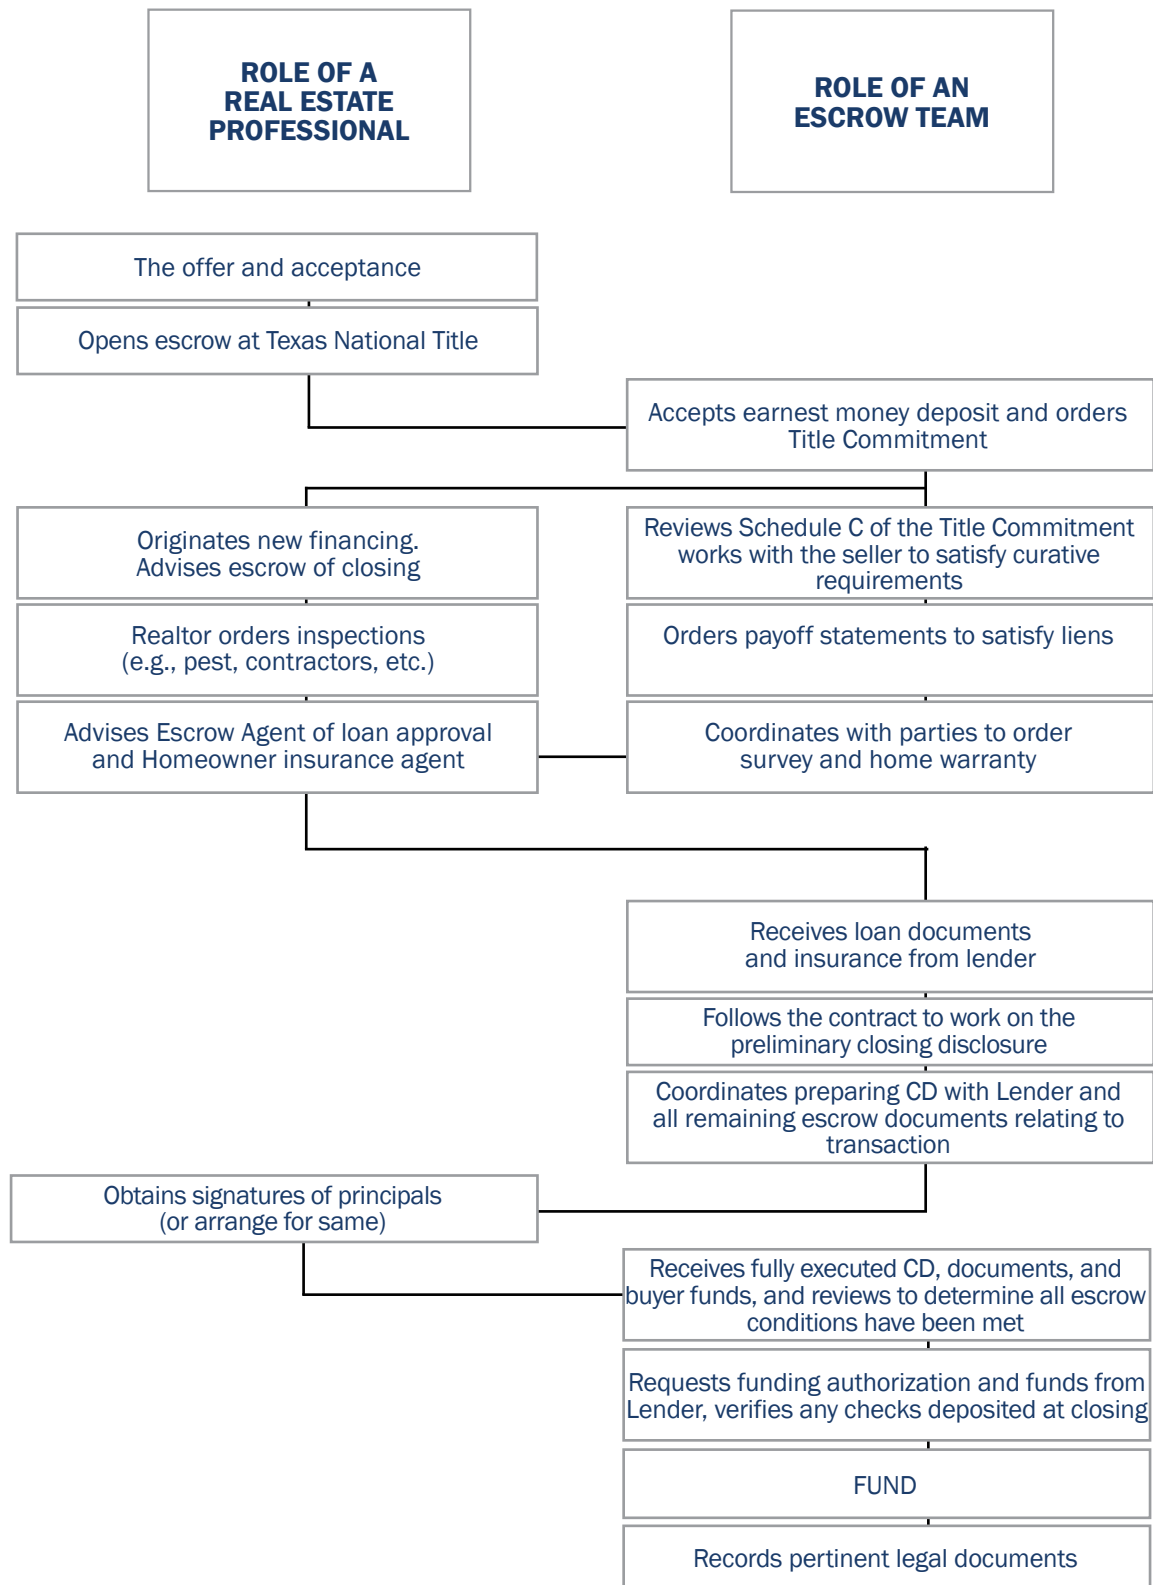 ROLE OF A
REAL ESTATE
PROFESSIONAL
ROLE OF AN
ESCROW TEAM
The offer and acceptance
Opens escrow at Texas National Title
Accepts earnest money deposit and orders
Title Commitment
Originates new financing.
Advises escrow of closing
Reviews Schedule C of the Title Commitment
works with the seller to satisfy curative
requirements
Realtor orders inspections
(e.g., pest, contractors, etc.)
Orders payoff statements to satisfy liens
Advises Escrow Agent of loan approval
and Homeowner insurance agent
Coordinates with parties to order
survey and home warranty
Receives loan documents
and insurance from lender
Follows the contract to work on the
preliminary closing disclosure
Coordinates preparing CD with Lender and
all remaining escrow documents relating to
transaction
Obtains signatures of principals
(or arrange for same)
Receives fully executed CD, documents, and
buyer funds, and reviews to determine all escrow
conditions have been met
Requests funding authorization and funds from
Lender, verifies any checks deposited at closing
FUND
Records pertinent legal documents